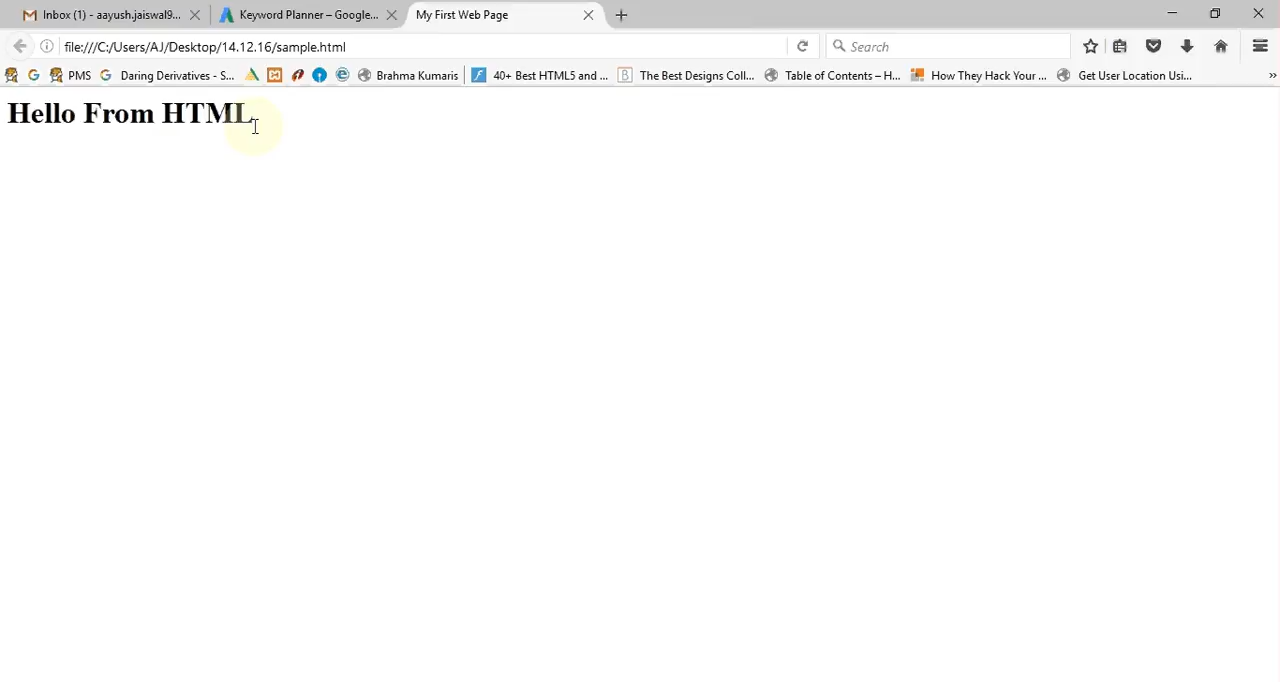 Inbox (1) - aayush.jaiswal9... Keyword Planner – Google... My First Web Page
file:///C:/Users/AJ/Desktop/14.12.16/sample.html Search
PMS Daring Derivatives - S... Brahma Kumaris 40+ Best HTML5 and ... The Best Designs Coll... Table of Contents – H... How They Hack Your ... Get User Location Usi...
Hello From HTML